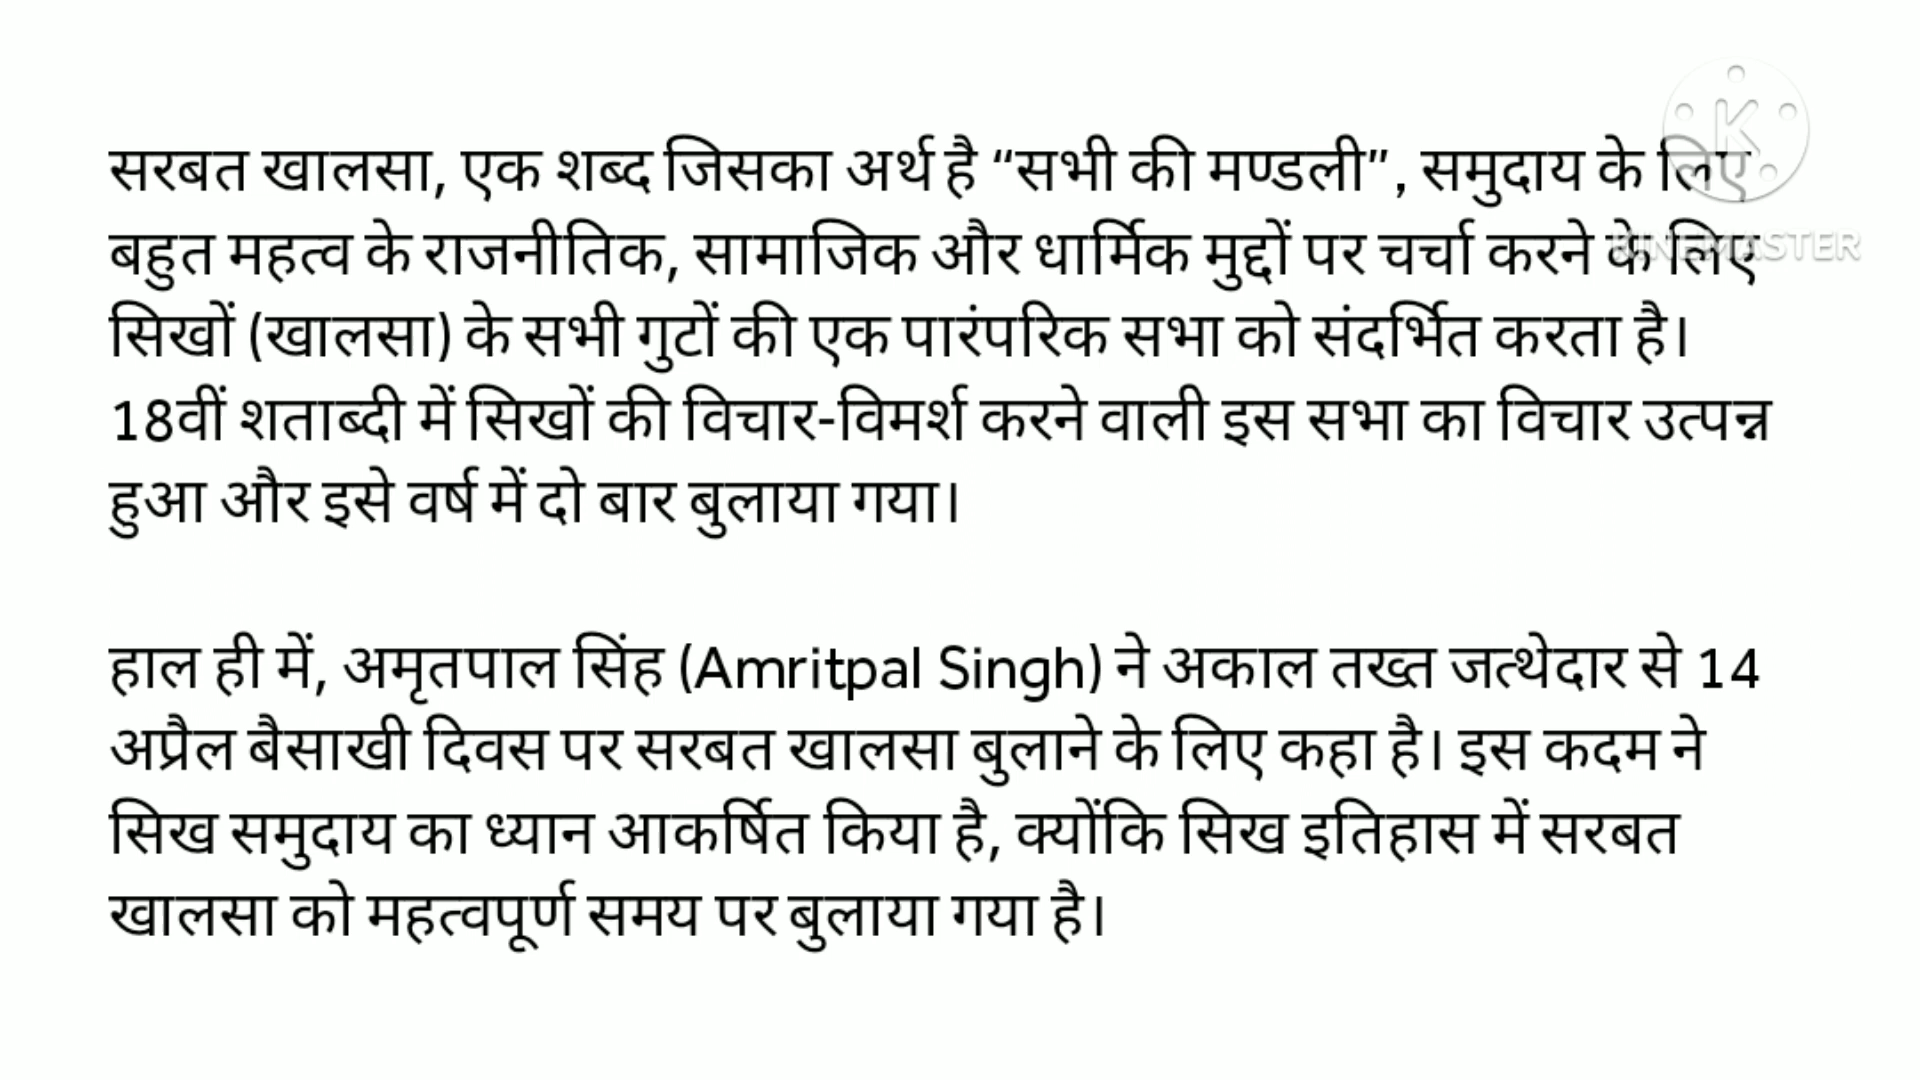 सरबत खालसा, एक शब्द जिसका अर्थ है “सभी की मण्डली”, समुदाय के लिए
बहुत महत्व के राजनीतिक, सामाजिक और धार्मिक मुद्दों पर चर्चा करने के लिए
सिखों (खालसा) के सभी गुटों की एक पारंपरिक सभा को संदर्भित करता है।
18वीं शताब्दी में सिखों की विचार-विमर्श करने वाली इस सभा का विचार उत्पन्न
हुआ और इसे वर्ष में दो बार बुलाया गया।
हाल ही में, अमृतपाल सिंह (Amritpal Singh) ने अकाल तख्त जत्थेदार से 14
अप्रैल बैसाखी दिवस पर सरबत खालसा बुलाने के लिए कहा है। इस कदम ने
सिख समुदाय का ध्यान आकर्षित किया है, क्योंकि सिख इतिहास में सरबत
खालसा को महत्वपूर्ण समय पर बुलाया गया है।
K
KINEMASTER